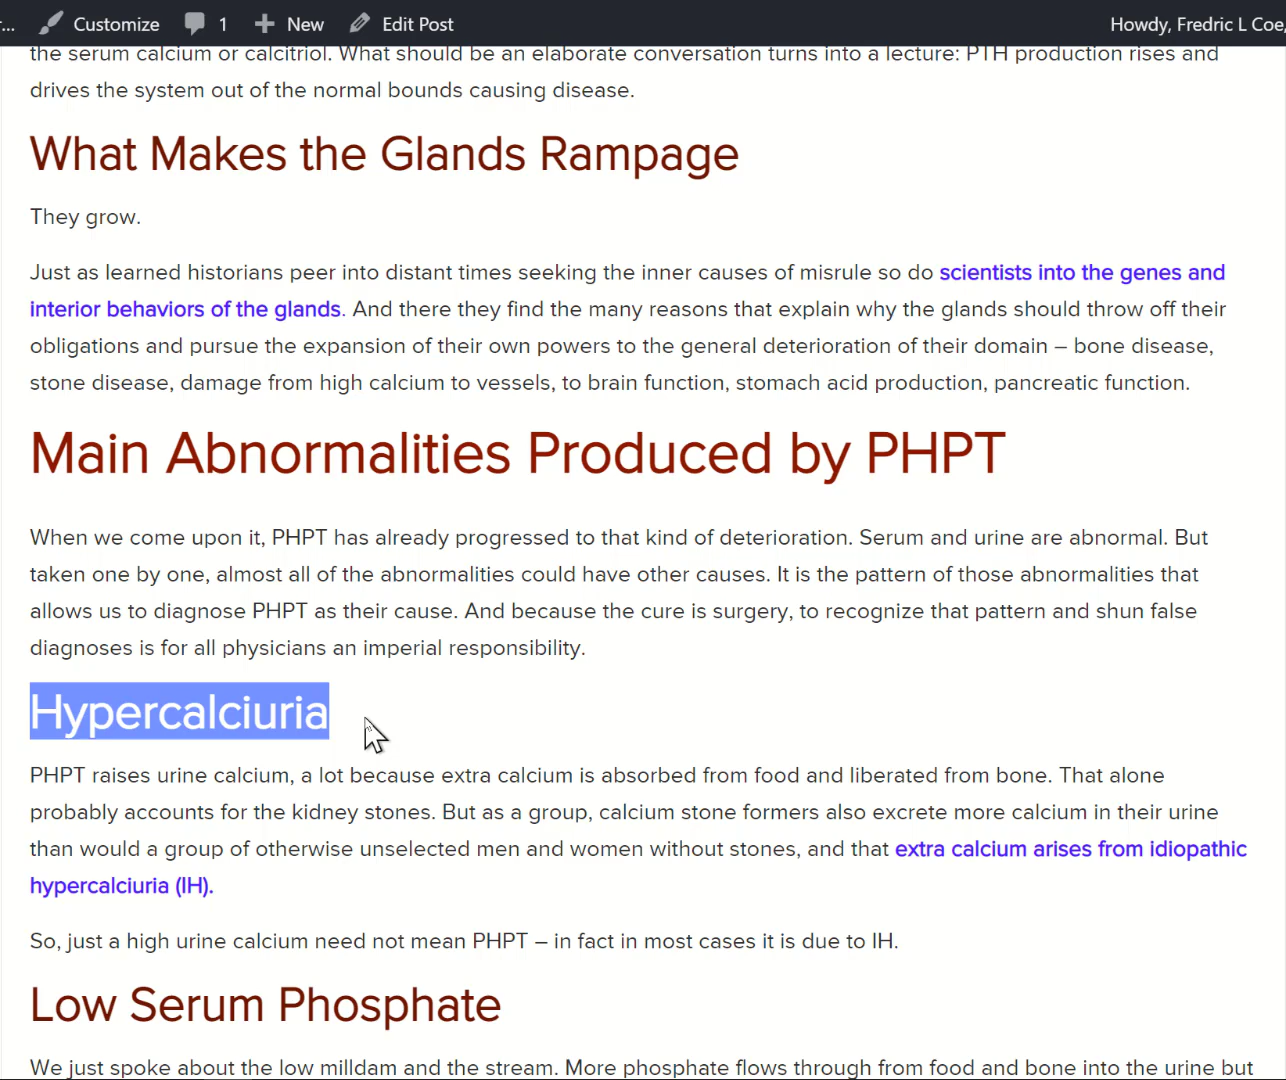 Customize 1 New Edit Post Howdy, Fredric L Coe,
the serum calcium or calcitriol. What should be an elaborate conversation turns into a lecture: PTH production rises and
drives the system out of the normal bounds causing disease.
What Makes the Glands Rampage
They grow.
Just as learned historians peer into distant times seeking the inner causes of misrule so do scientists into the genes and
interior behaviors of the glands. And there they find the many reasons that explain why the glands should throw off their
obligations and pursue the expansion of their own powers to the general deterioration of their domain – bone disease,
stone disease, damage from high calcium to vessels, to brain function, stomach acid production, pancreatic function.
Main Abnormalities Produced by PHPT
When we come upon it, PHPT has already progressed to that kind of deterioration. Serum and urine are abnormal. But
taken one by one, almost all of the abnormalities could have other causes. It is the pattern of those abnormalities that
allows us to diagnose PHPT as their cause. And because the cure is surgery, to recognize that pattern and shun false
diagnoses is for all physicians an imperial responsibility.
Hypercalciuria
PHPT raises urine calcium, a lot because extra calcium is absorbed from food and liberated from bone. That alone
probably accounts for the kidney stones. But as a group, calcium stone formers also excrete more calcium in their urine
than would a group of otherwise unselected men and women without stones, and that extra calcium arises from idiopathic
hypercalciuria (IH).
So, just a high urine calcium need not mean PHPT – in fact in most cases it is due to IH.
Low Serum Phosphate
We just spoke about the low milldam and the stream. More phosphate flows through from food and bone into the urine but